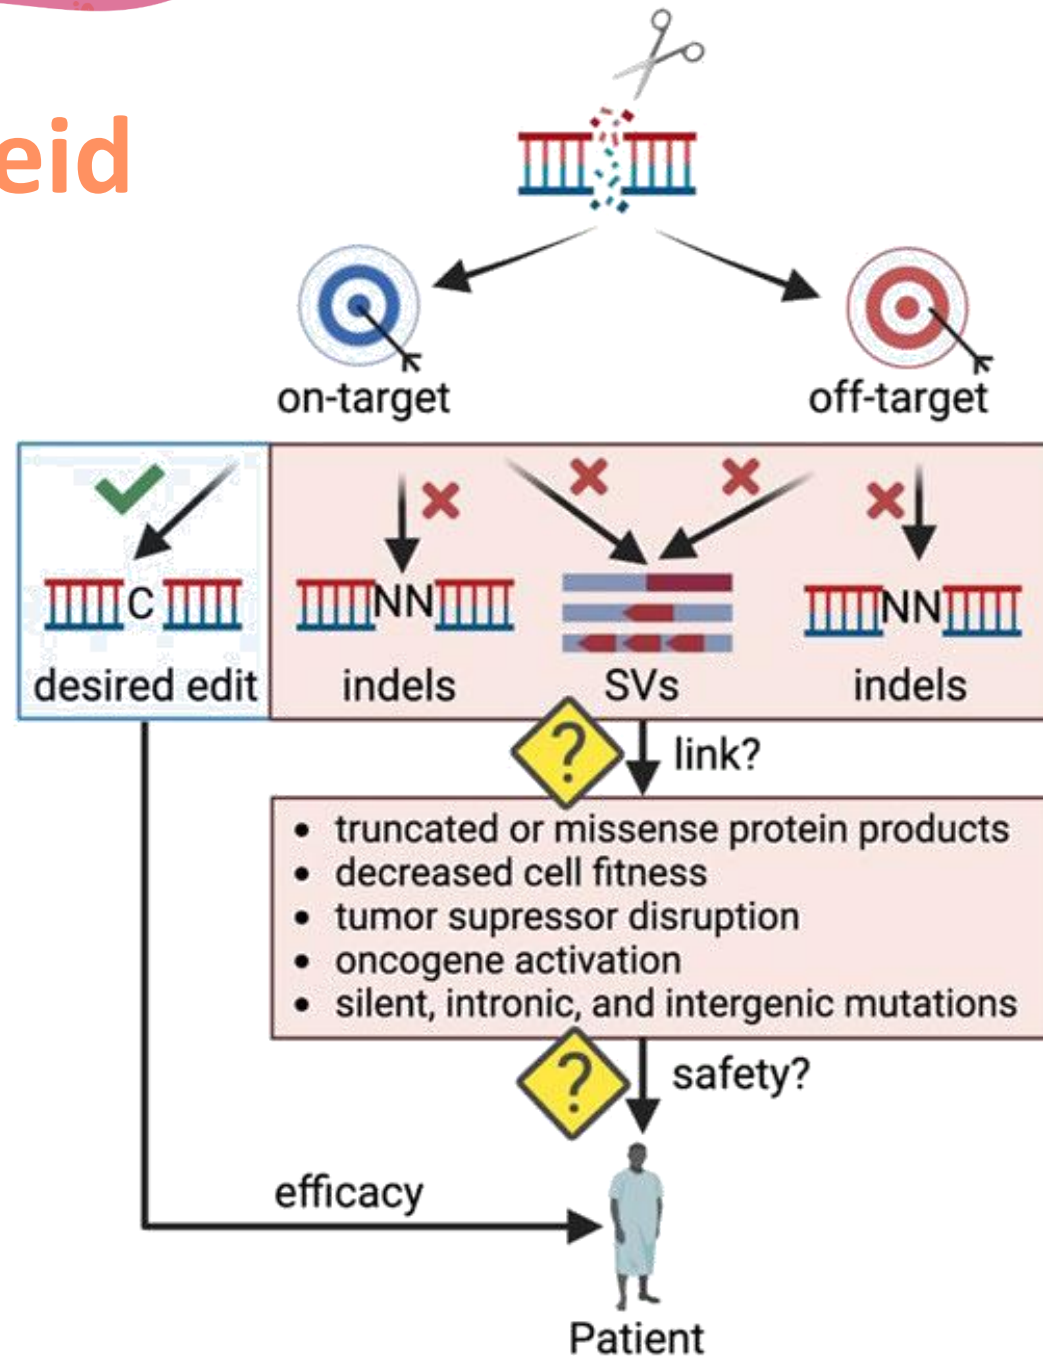 eid
on-target
off-target
C
NN
NN
desired edit
indels
SVs
indels
?
link?
• truncated or missense protein products
• decreased cell fitness
• tumor supressor disruption
• oncogene activation
• silent, intronic, and intergenic mutations
?
safety?
efficacy
Patient